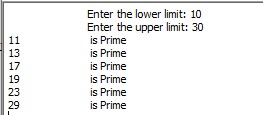 Enter the lower limit: 10
Enter the upper limit: 30
11 is Prime
13 is Prime
17 is Prime
19 is Prime
23 is Prime
29 is Prime